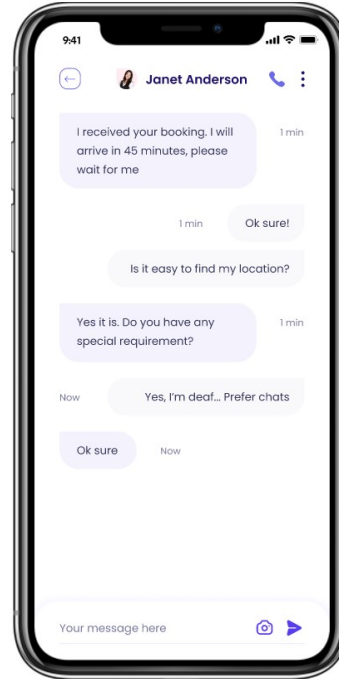 9:41
Janet Anderson
I received your booking. I will
arrive in 45 minutes, please
wait for me
1 min
1 min
Ok sure!
Is it easy to find my location?
Yes it is. Do you have any
special requirement?
1 min
Now
Yes, I'm deaf... Prefer chats
Ok sure
Now
Your message here